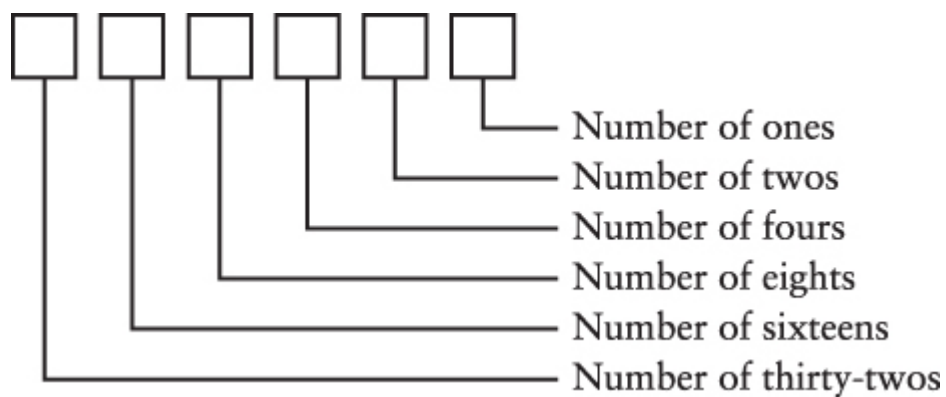 Number of ones
Number of twos
Number of fours
Number of eights
Number of sixteens
Number of thirty-twos